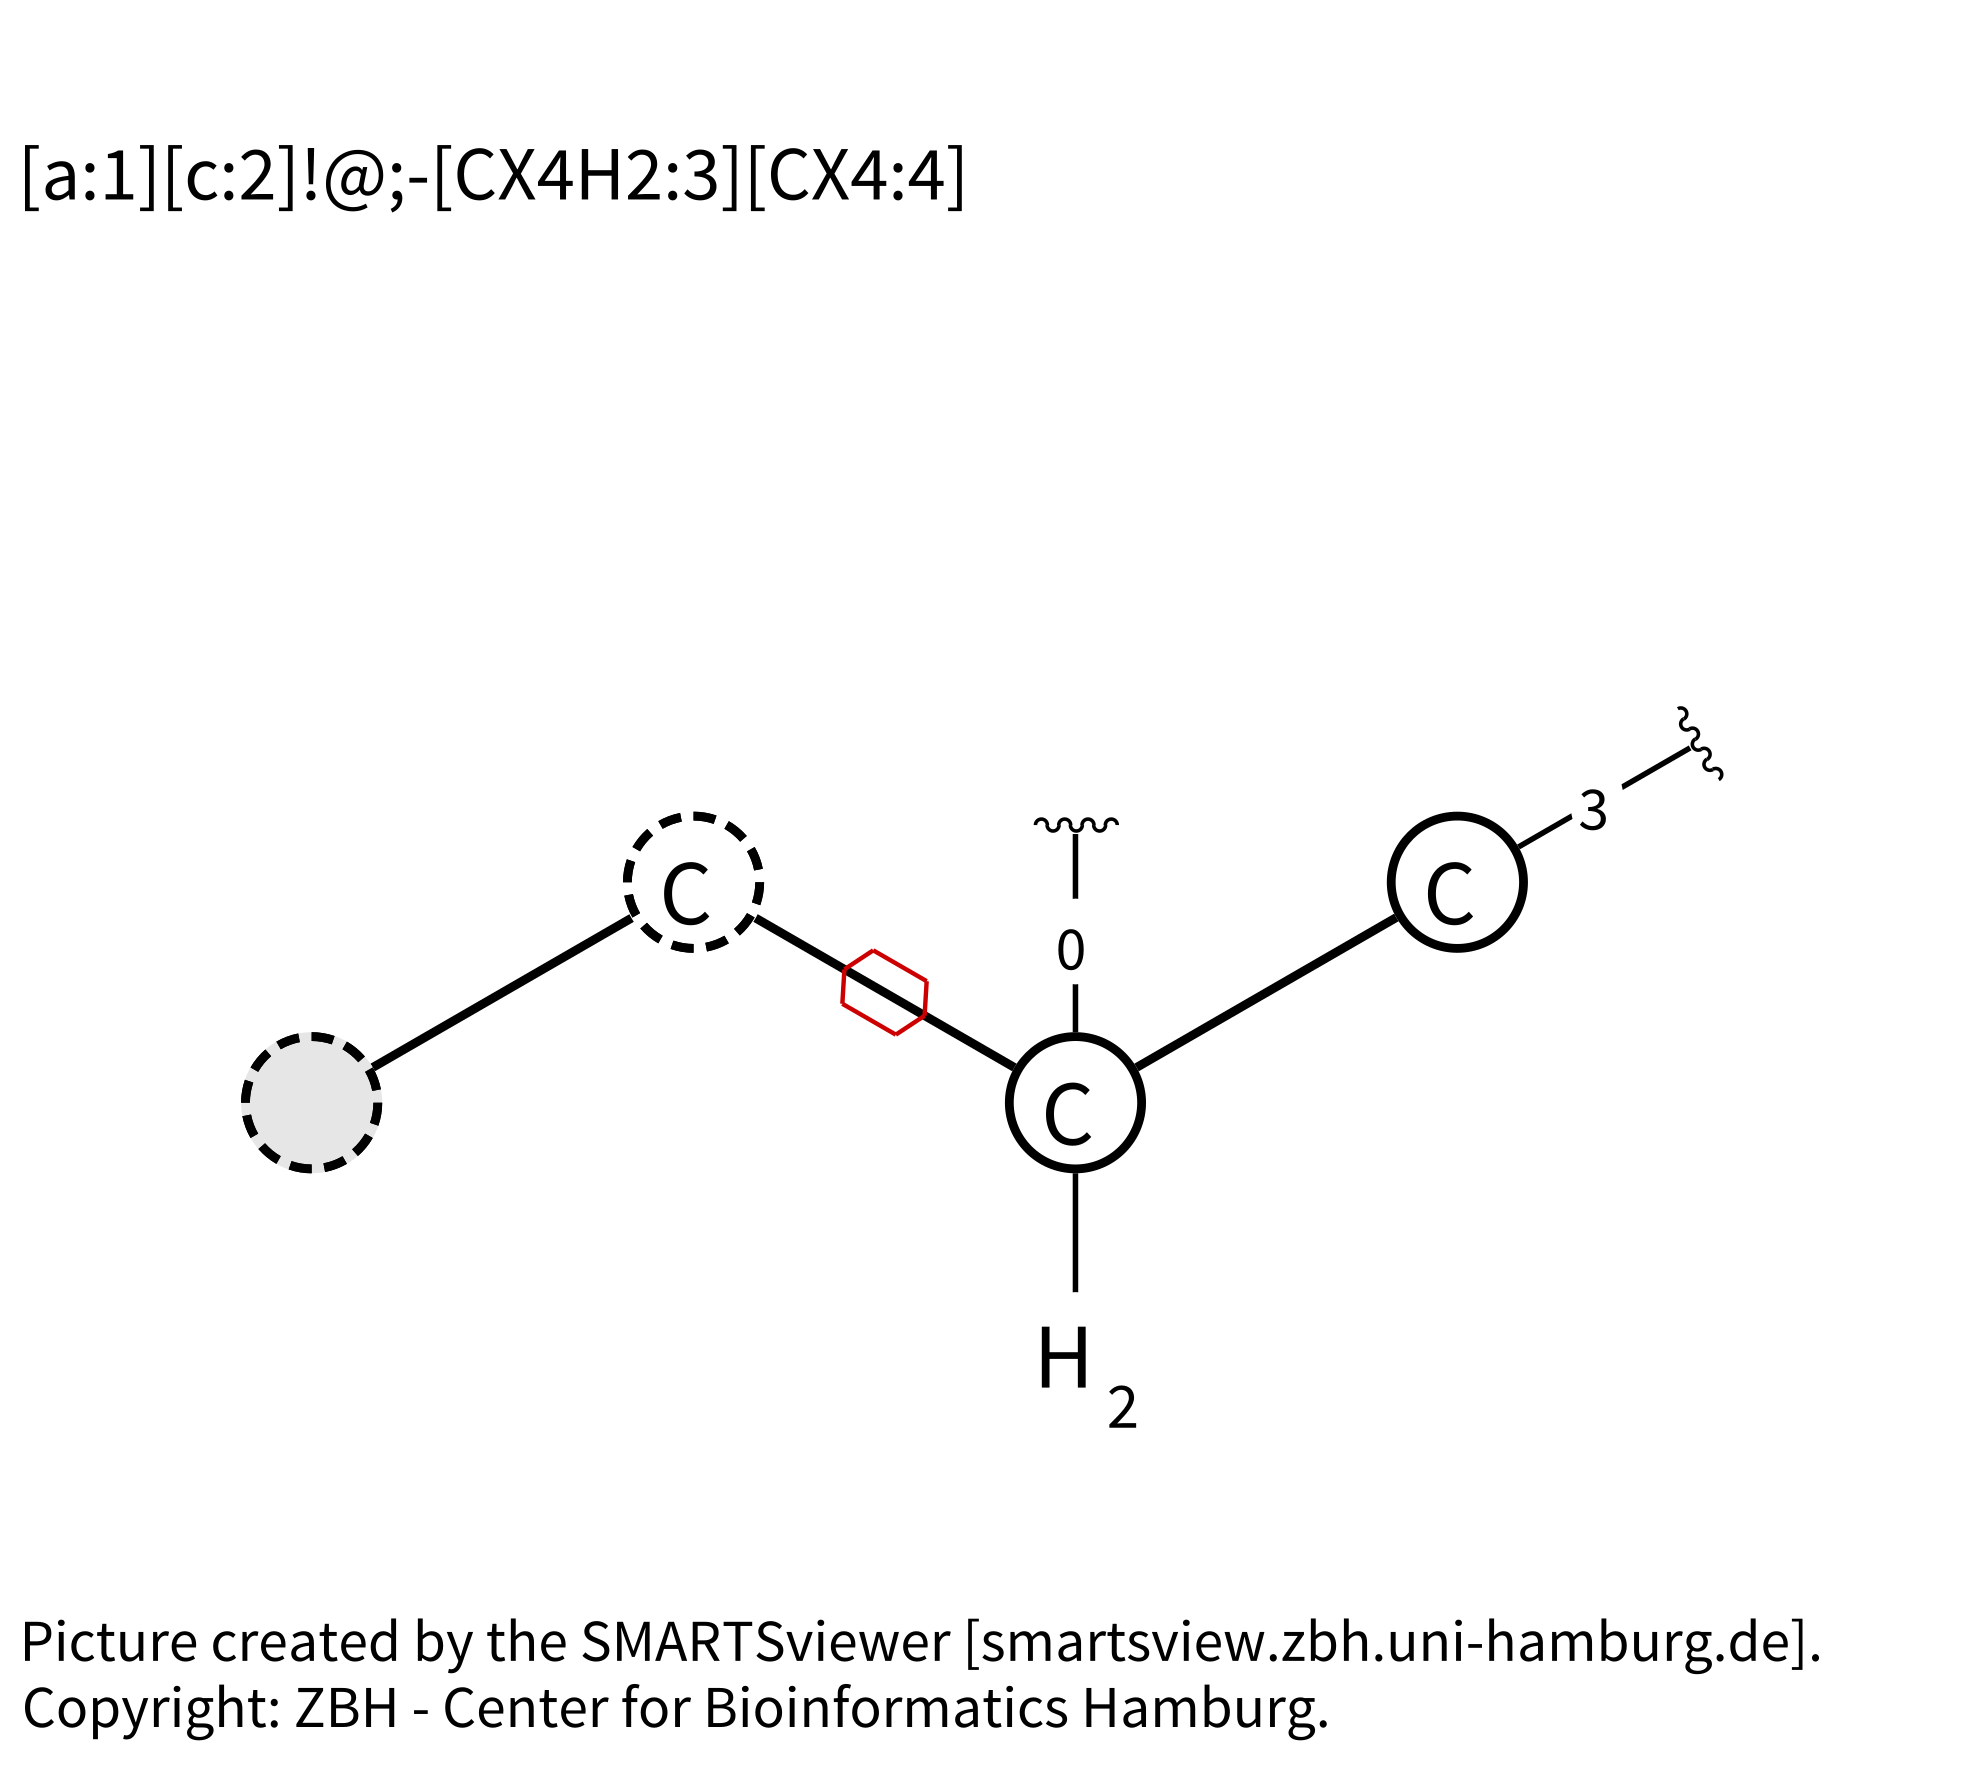 [a:1][c:2]!@;-[CX4H2:3][CX4:4]
3
C
C
0
C
H2
Picture created by the SMARTSviewer [smartsview.zbh.uni-hamburg.de].
Copyright: ZBH - Center for Bioinformatics Hamburg.